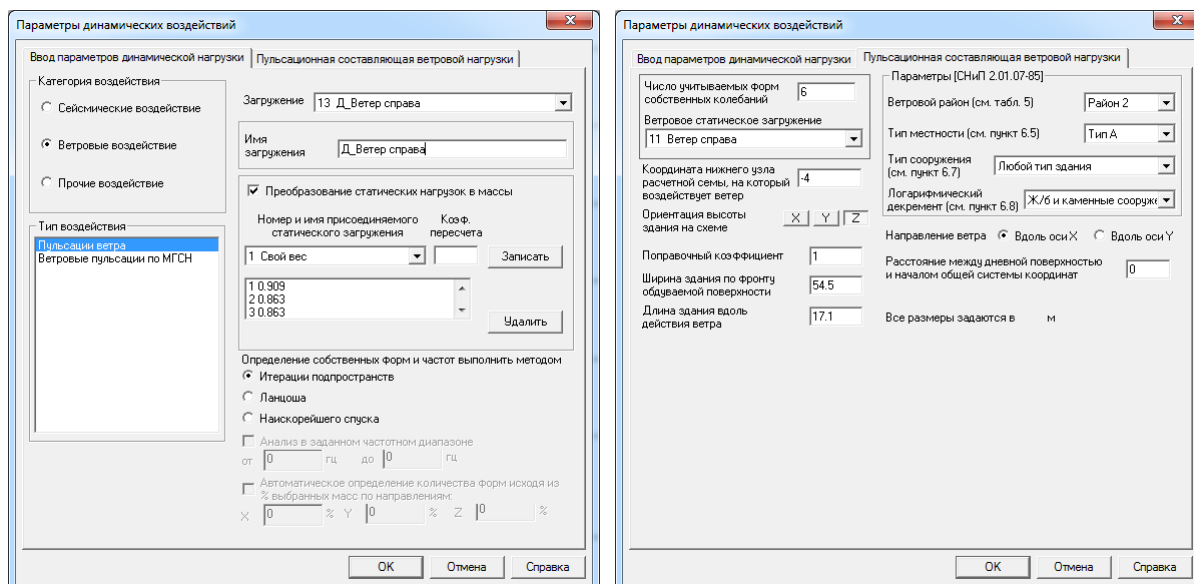 Параметры динамических воздействий
Ввод параметров динамической нагрузки
Пульсационная составляющая ветровой нагрузки
Категория воздействия
Сейсмические воздействие
Ветровые воздействие
Прочие воздействие
Тип воздействия
Пульсации ветра
Ветровые пульсации по МГСН
Загружение
13 Д_Ветер справа
Имя
загружения
Д_Ветер справа
Преобразование статических нагрузок в массы
Номер и имя присоединяемого
статического загружения
Коэф.
пересчета
1 Свой вес
Записать
1 0.909
2 0.863
3 0.863
Удалить
Определение собственных форм и частот выполнить методом
Итерации подпространств
Ланцоша
Наискорейшего спуска
Анализ в заданном частотном диапазоне
от 0 гц до 0 гц
Автоматическое определение количества форм исходя из
% выбранных масс по направлениям:
X 0 % Y 0 % Z 0 %
OK
Отмена
Справка
Параметры динамических воздействий
Ввод параметров динамической нагрузки
Пульсационная составляющая ветровой нагрузки
Число учитываемых форм
собственных колебаний
6
Ветровое статическое загружение
11 Ветер справа
Координата нижнего узла
расчетной семы, на который
воздействует ветер
-4
Ориентация высоты
здания на схеме
X Y Z
Поправочный коэффициент
1
Ширина здания по фронту
обдуваемой поверхности
54.5
Длина здания вдоль
действия ветра
17.1
Параметры [СНиП 2.01.07-85]
Ветровой район (см. табл. 5)
Район 2
Тип местности (см. пункт 6.5)
Тип А
Тип сооружения
(см. пункт 6.7)
Любой тип здания
Логарифмический
декремент (см. пункт 6.8)
Ж/б и каменные сооруже
Направление ветра
Вдоль оси X
Вдоль оси Y
Расстояние между дневной поверхностью
и началом общей системы координат
0
Все размеры задаются в м
OK
Отмена
Справка